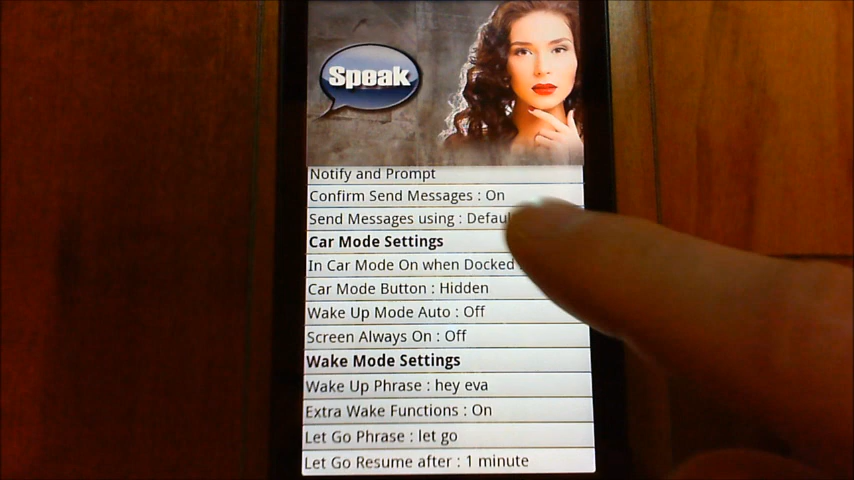 Speak
Notify and Prompt
Confirm Send Messages : On
Send Messages using : Defaul
Car Mode Settings
In Car Mode On when Docked
Car Mode Button : Hidden
Wake Up Mode Auto : Off
Screen Always On : Off
Wake Mode Settings
Wake Up Phrase : hey eva
Extra Wake Functions : On
Let Go Phrase : let go
Let Go Resume after : 1 minute